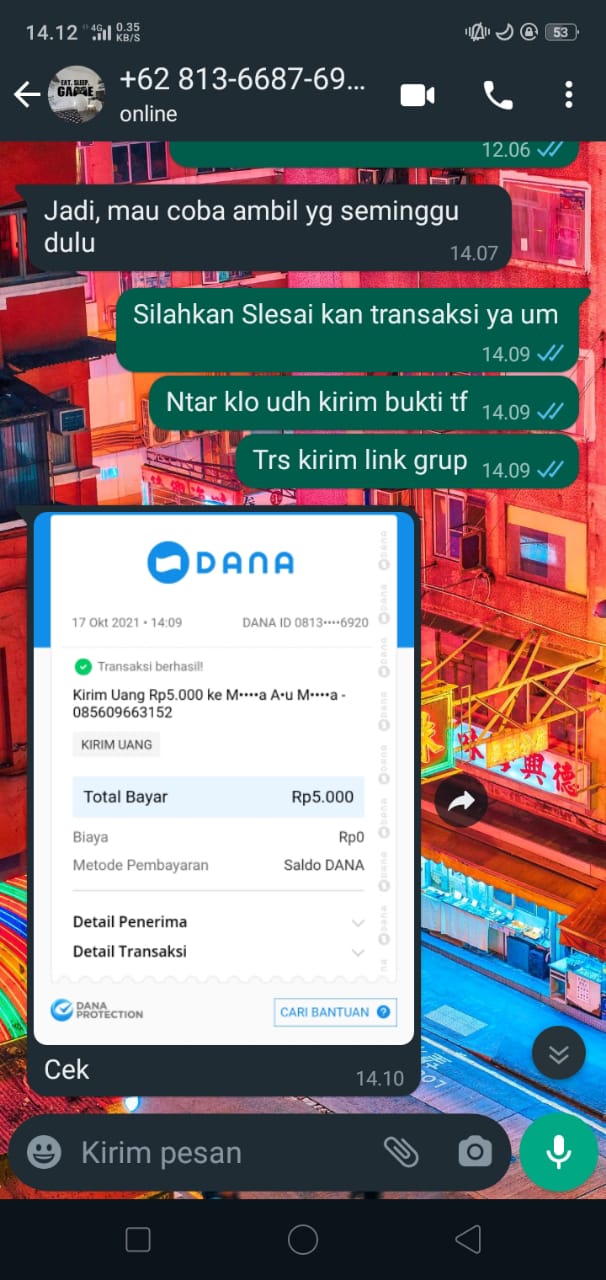 14.12 4G 0.35 KB/S 53
EAT. SLEEP. GAME
+62 813-6687-69...
online
12.06
Jadi, mau coba ambil yg seminggu
dulu
14.07
Silahkan Slesai kan transaksi ya um
14.09
Ntar klo udh kirim bukti tf 14.09
Trs kirim link grup 14.09
DANA
17 Okt 2021 • 14:09 DANA ID 0813••••6920
Transaksi berhasil!
Kirim Uang Rp5.000 ke M••••a A•u M••••a -
085609663152
KIRIM UANG
Total Bayar Rp5.000
Biaya Rp0
Metode Pembayaran Saldo DANA
Detail Penerima
Detail Transaksi
DANA
PROTECTION
CARI BANTUAN ?
Cek
14.10
Kirim pesan